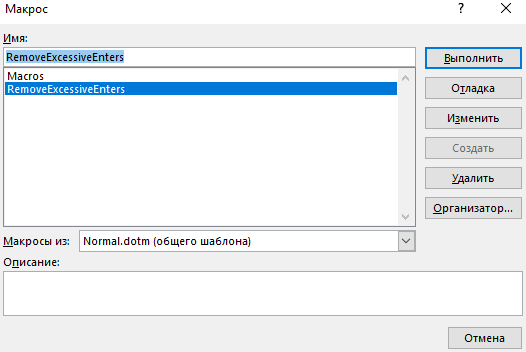 Макрос
? ×
Имя:
RemoveExcessiveEnters
Выполнить
Macros
RemoveExcessiveEnters
Отладка
Изменить
Создать
Удалить
Организатор...
Макросы из: Normal.dotm (общего шаблона)
Описание:
Отмена